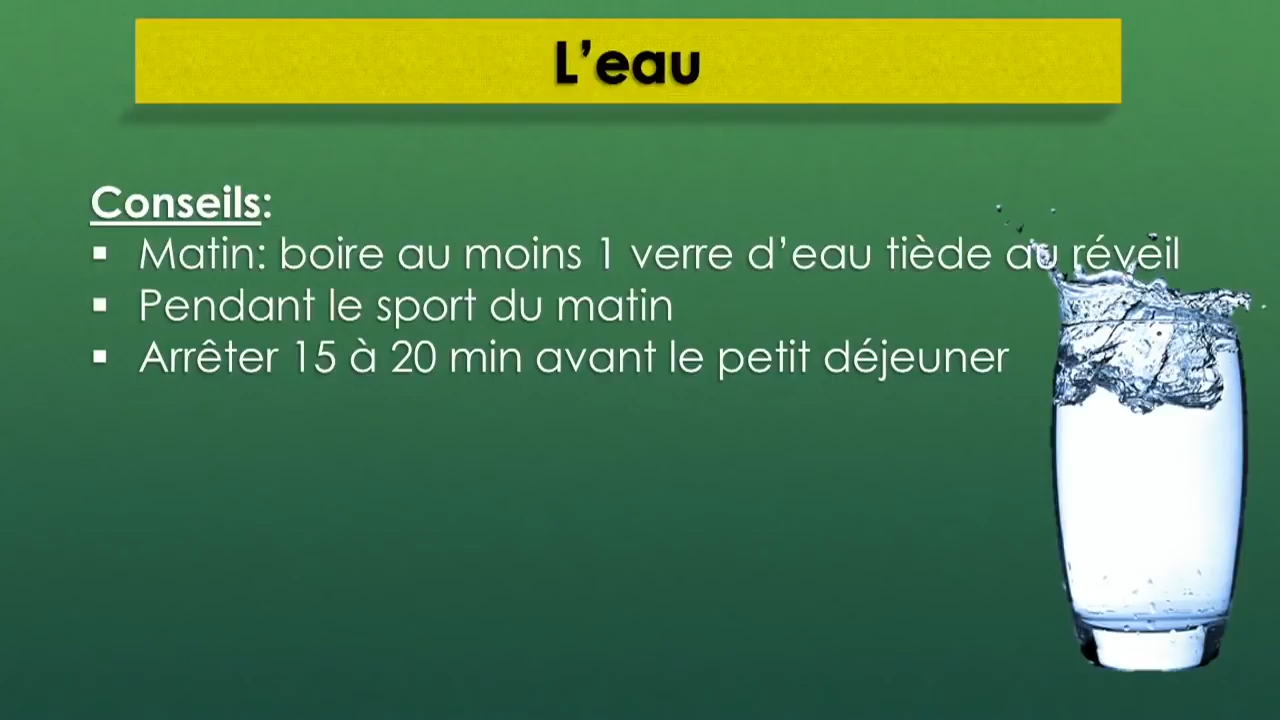 L’eau
Conseils:
▪ Matin: boire au moins 1 verre d’eau tiède au réveil
▪ Pendant le sport du matin
▪ Arrêter 15 à 20 min avant le petit déjeuner